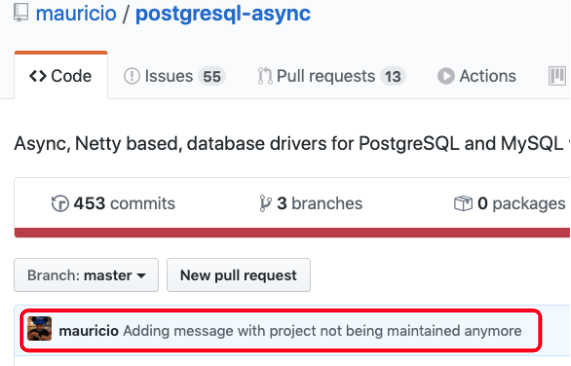 mauricio / postgresql-async
Code Issues 55 Pull requests 13 Actions
Async, Netty based, database drivers for PostgreSQL and MySQL
453 commits 3 branches 0 packages
Branch: master New pull request
mauricio Adding message with project not being maintained anymore